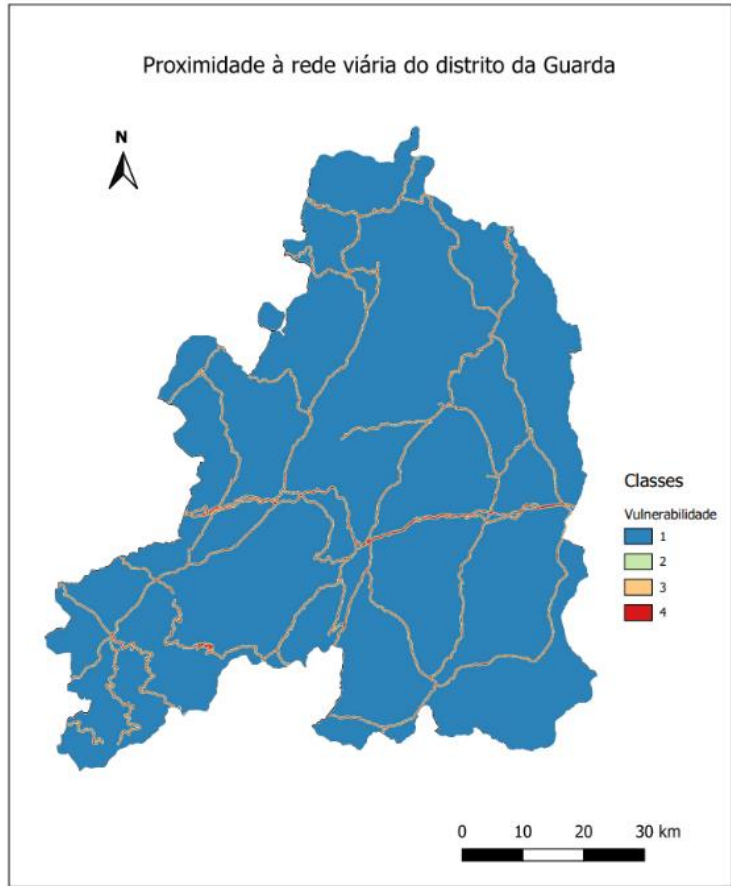 Proximidade à rede viária do distrito da Guarda
N
Classes
Vulnerabilidade
1
2
3
4
0 10 20 30 km